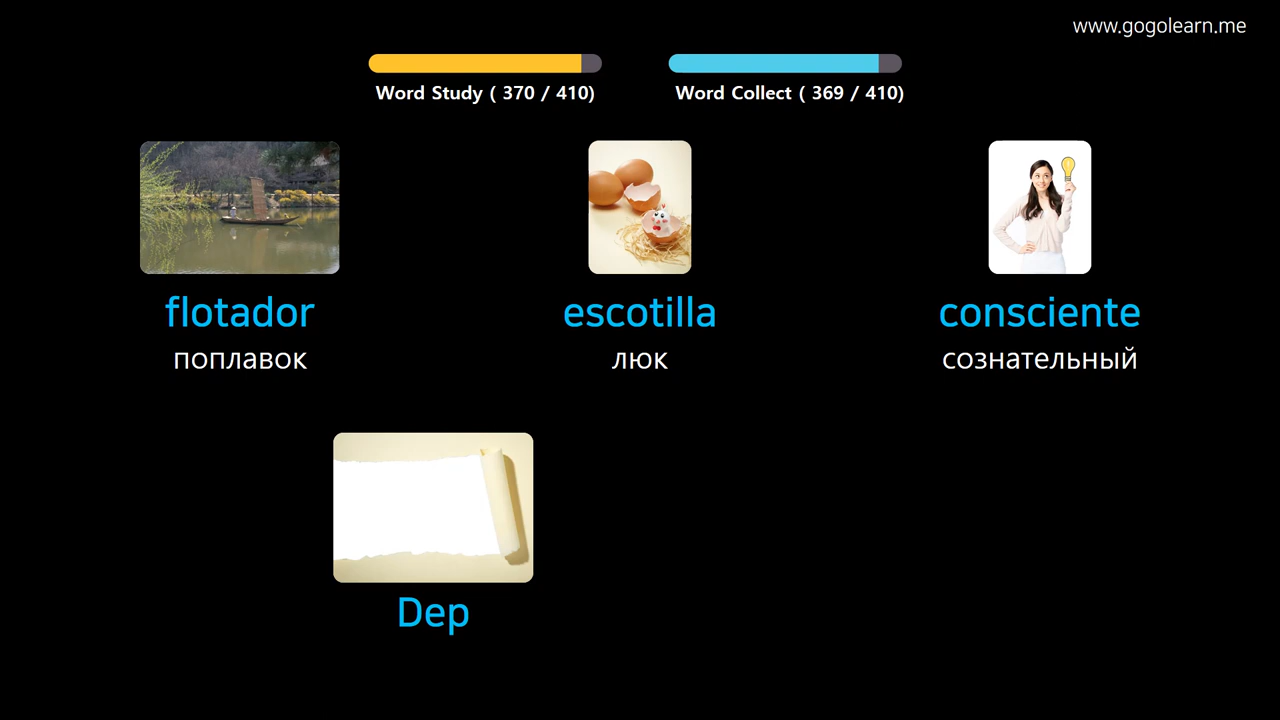 www.gogolearn.me
Word Study ( 370 / 410)
Word Collect ( 369 / 410)
flotador
поплавок
escotilla
люк
consciente
сознательный
Dep